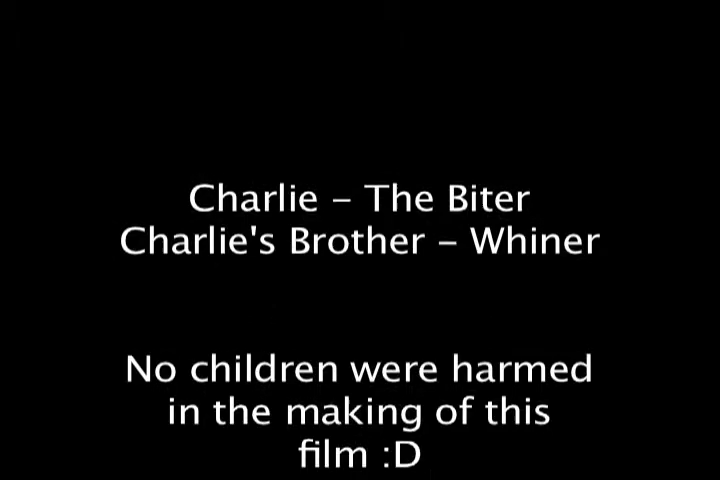 Charlie – The Biter
Charlie's Brother – Whiner
No children were harmed
in the making of this
film :D